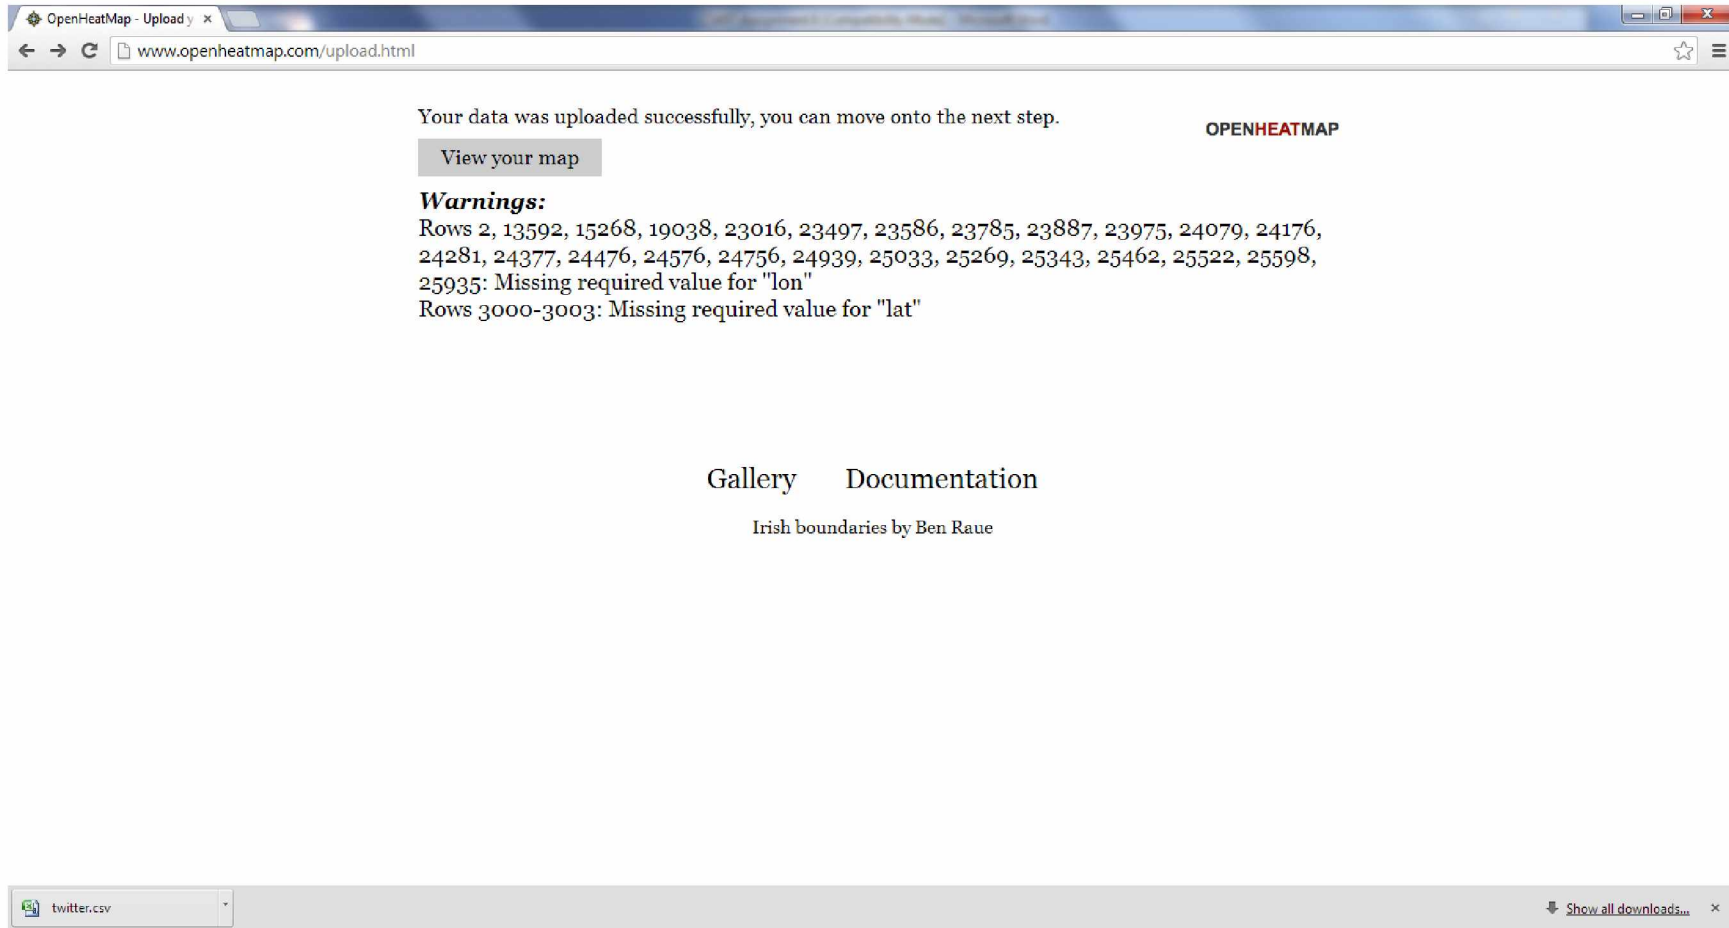 OpenHeatMap - Upload y
www.openheatmap.com/upload.html
Your data was uploaded successfully, you can move onto the next step.
OPENHEATMAP
View your map
Warnings:
Rows 2, 13592, 15268, 19038, 23016, 23497, 23586, 23785, 23887, 23975, 24079, 24176,
24281, 24377, 24476, 24576, 24756, 24939, 25033, 25269, 25343, 25462, 25522, 25598,
25935: Missing required value for "lon"
Rows 3000-3003: Missing required value for "lat"
Gallery Documentation
Irish boundaries by Ben Raue
twitter.csv
Show all downloads...